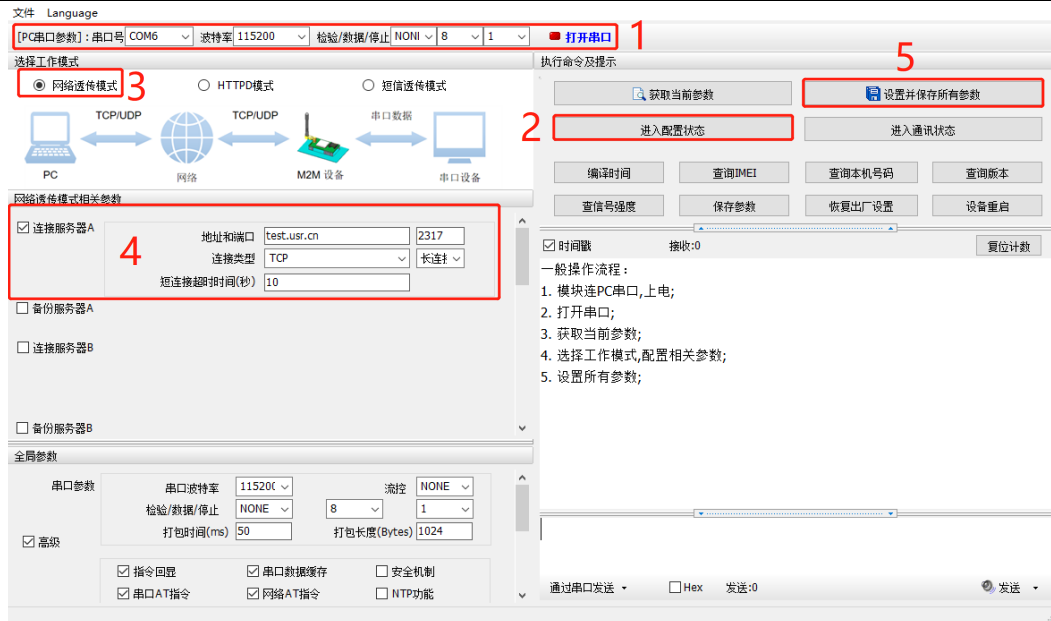 文件 Language
[PC串口参数]:串口号 COM6 波特率 115200 检验/数据/停止 NONI 8 1 打开串口 1
选择工作模式
网络透传模式 3 HTTPD模式 短信透传模式
TCP/UDP TCP/UDP 串口数据
PC 网络 M2M 设备 串口设备
网络透传模式相关参数
连接服务器A 4
地址和端口 test.usr.cn 2317
连接类型 TCP
短连接超时时间(秒) 10
备份服务器A
连接服务器B
备份服务器B
全局参数
串口参数 串口波特率 流控 NONE
检验/数据/停止 NONE 8 1
打包时间(ms) 50 打包长度(Bytes) 1024
高级
指令回显 串口数据缓存 安全机制
串口AT指令 网络AT指令 NTP功能
执行命令及提示
5
获取当前参数 设置并保存所有参数
2 进入配置状态 进入通讯状态
编译时间 查询IMEI 查询本机号码 查询版本
查信号强度 保存参数 恢复出厂设置 设备重启
时间戳 接收:0 复位计数
一般操作流程:
1. 模块连PC串口,上电;
2. 打开串口;
3. 获取当前参数;
4. 选择工作模式,配置相关参数;
5. 设置所有参数;
通过串口发送 Hex 发送:0 发送